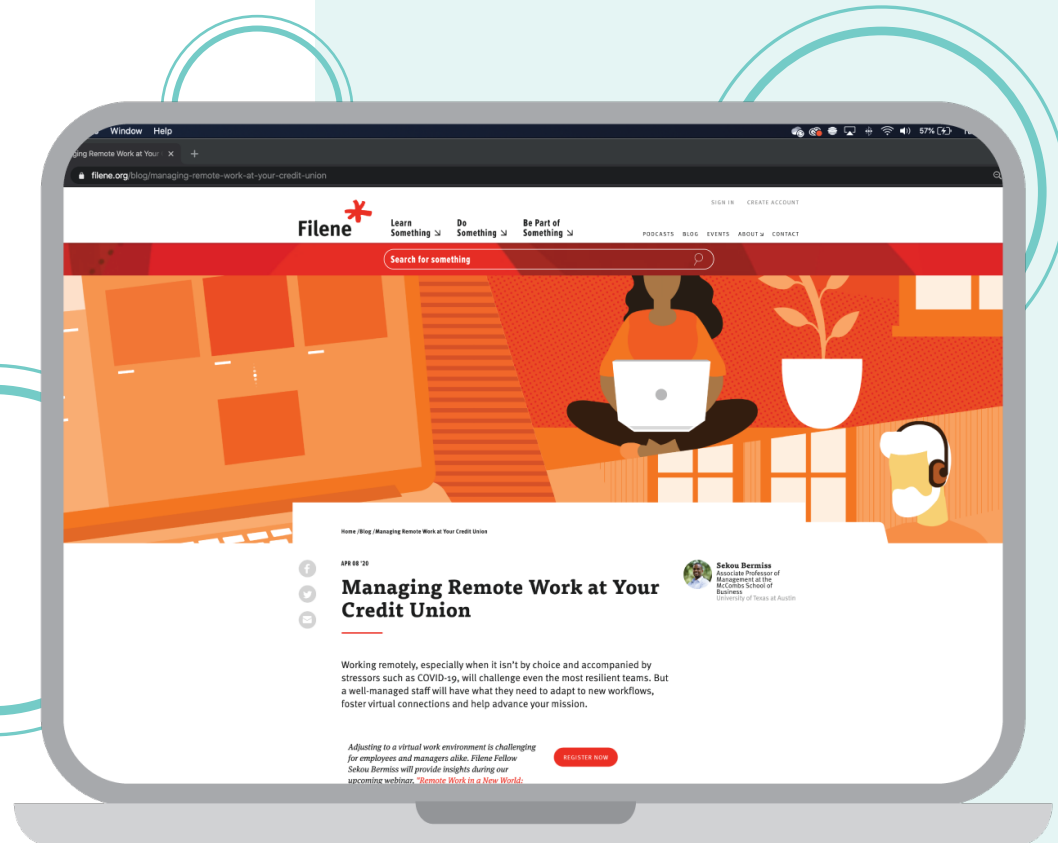 Window Help
57%
ging Remote Work at Your
filene.org/blog/managing-remote-work-at-your-credit-union
SIGN IN CREATE ACCOUNT
Filene
Learn Something Do Something Be Part of Something
PODCASTS BLOG EVENTS ABOUT CONTACT
Search for something
Home /Blog /Managing Remote Work at Your Credit Union
APR 08 '20
Managing Remote Work at Your
Credit Union
Sekou Bermiss
Associate Professor of
Management at the
McCombs School of
Business
University of Texas at Austin
Working remotely, especially when it isn't by choice and accompanied by
stressors such as COVID-19, will challenge even the most resilient teams. But
a well-managed staff will have what they need to adapt to new workflows,
foster virtual connections and help advance your mission.
Adjusting to a virtual work environment is challenging
for employees and managers alike. Filene Fellow
Sekou Bermiss will provide insights during our
upcoming webinar, "Remote Work in a New World:
REGISTER NOW